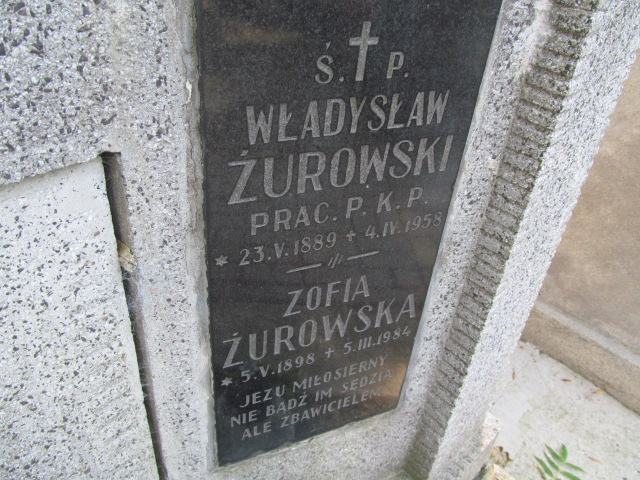 Ś. P.
WŁADYSŁAW
ŻUROWSKI
PRAC. P. K. P.
* 23.V.1889 + 4.IV.1958
ZOFIA
ŻUROWSKA
* 5.V.1898 + 5.III.1984
JEZU MIŁOSIERNY
NIE BĄDŹ IM SĘDZIĄ
ALE ZBAWICIELEM